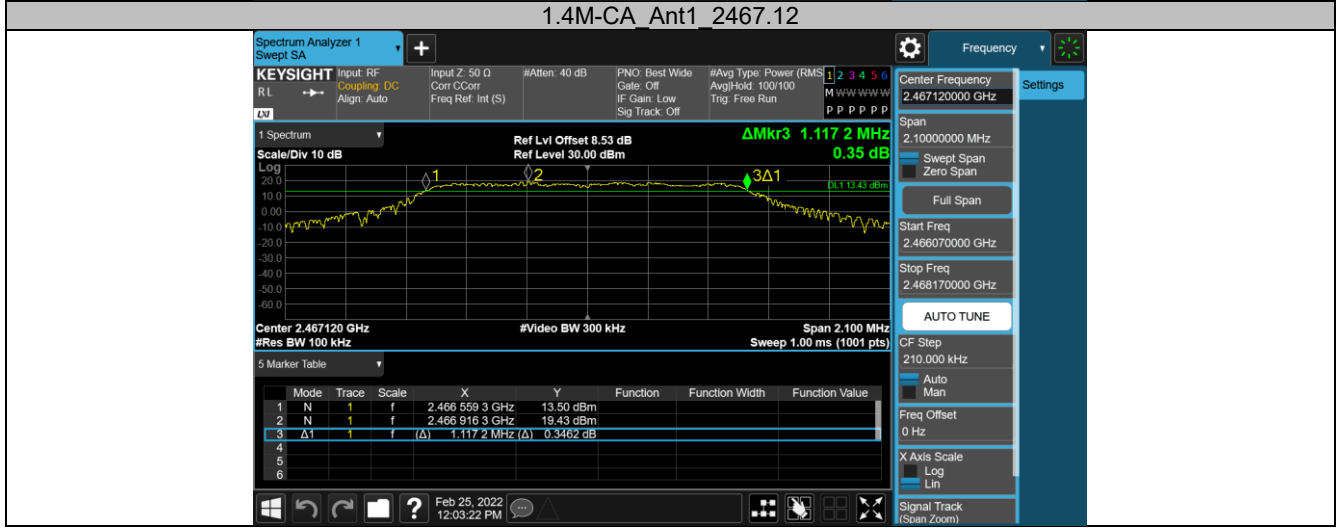 1.4M-CA_Ant1_2467.12
Spectrum Analyzer 1
Swept SA
+
Frequency
KEYSIGHT
RL
LXI
Input: RF
Coupling: DC
Align: Auto
Input Z: 50 Ω
Corr CCorr
Freq Ref: Int (S)
#Atten: 40 dB
PNO: Best Wide
Gate: Off
IF Gain: Low
Sig Track: Off
#Avg Type: Power (RMS
Avg|Hold: 100/100
Trig: Free Run
1 2 3 4 5 6
M W W W W W
P P P P P P
1 Spectrum
Scale/Div 10 dB
Ref Lvl Offset 8.53 dB
Ref Level 30.00 dBm
ΔMkr3 1.117 2 MHz
0.35 dB
Log
1
2
3Δ1
DL1 13.43 dBm
20.0
10.0
0.00
-10.0
-20.0
-30.0
-40.0
-50.0
-60.0
Center 2.467120 GHz
#Video BW 300 kHz
Span 2.100 MHz
#Res BW 100 kHz
Sweep 1.00 ms (1001 pts)
5 Marker Table
Mode Trace Scale X Y Function Function Width Function Value
1 N 1 f 2.466 559 3 GHz 13.50 dBm
2 N 1 f 2.466 916 3 GHz 19.43 dBm
3 Δ1 1 f (Δ) 1.117 2 MHz (Δ) 0.3462 dB
4
5
6
?
Feb 25, 2022
12:03:22 PM
Settings
Center Frequency
2.467120000 GHz
Span
2.10000000 MHz
Swept Span
Zero Span
Full Span
Start Freq
2.466070000 GHz
Stop Freq
2.468170000 GHz
AUTO TUNE
CF Step
210.000 kHz
Auto
Man
Freq Offset
0 Hz
X Axis Scale
Log
Lin
Signal Track
(Span Zoom)